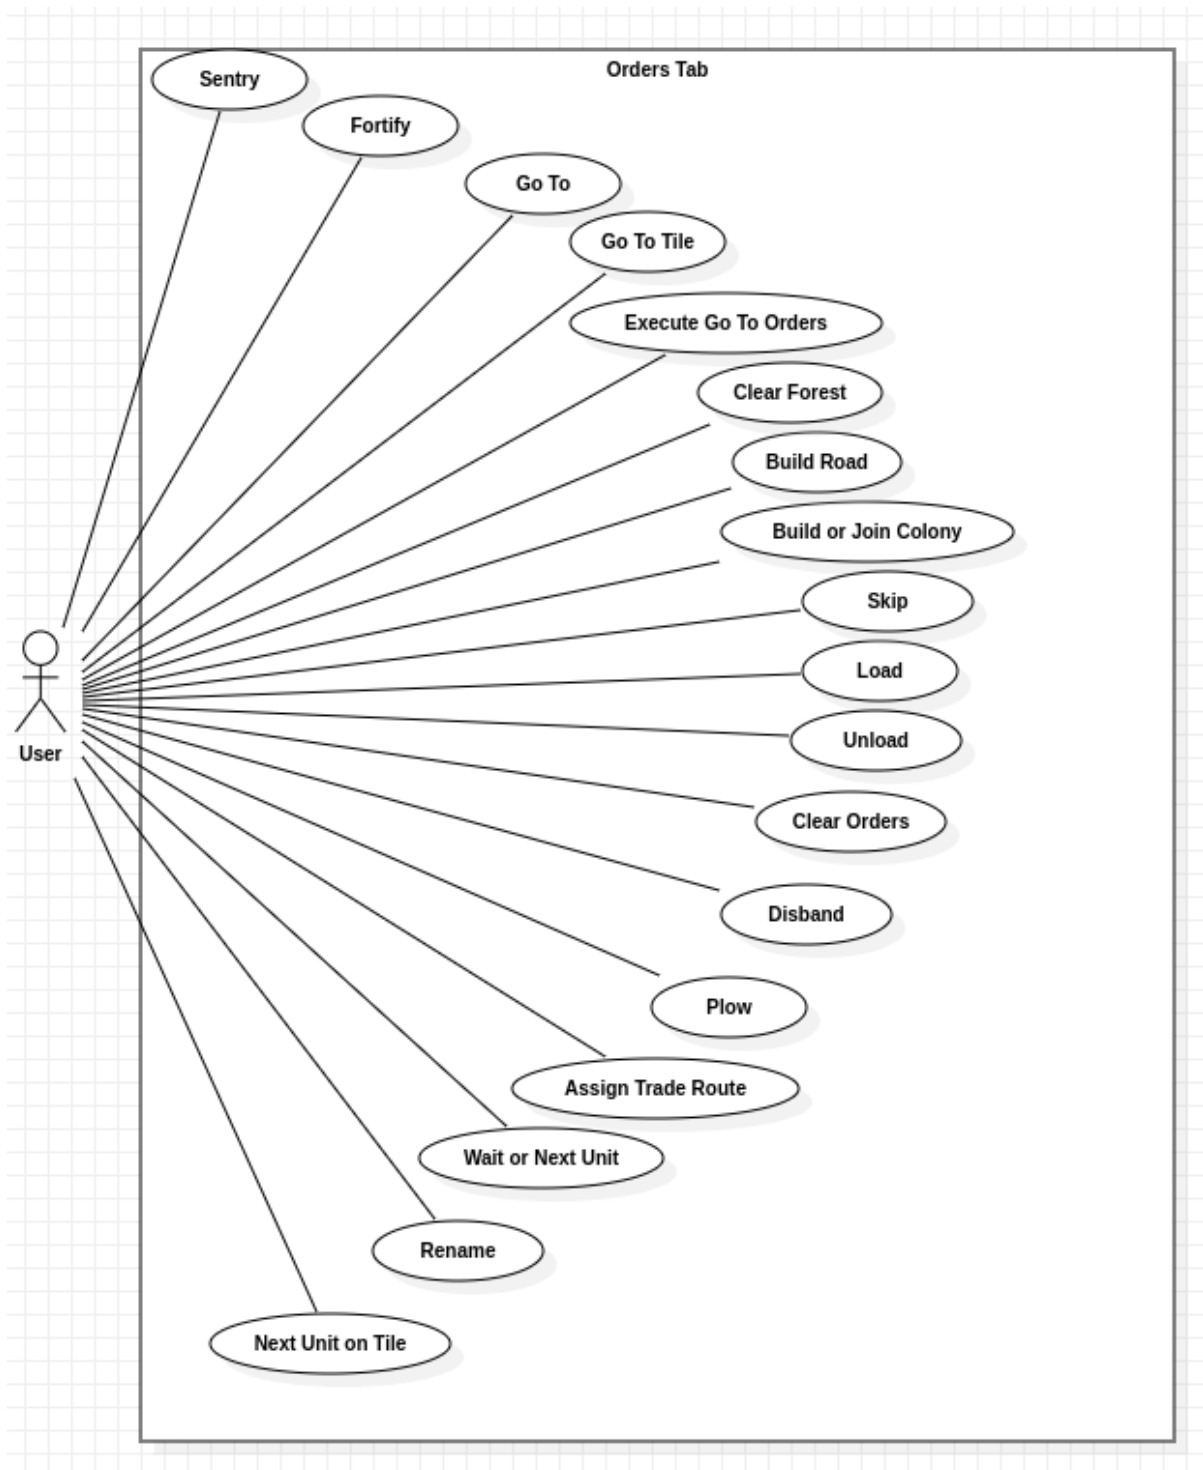 Orders Tab
Sentry
Fortify
Go To
Go To Tile
Execute Go To Orders
Clear Forest
Build Road
Build or Join Colony
Skip
Load
Unload
User
Clear Orders
Disband
Plow
Assign Trade Route
Wait or Next Unit
Rename
Next Unit on Tile